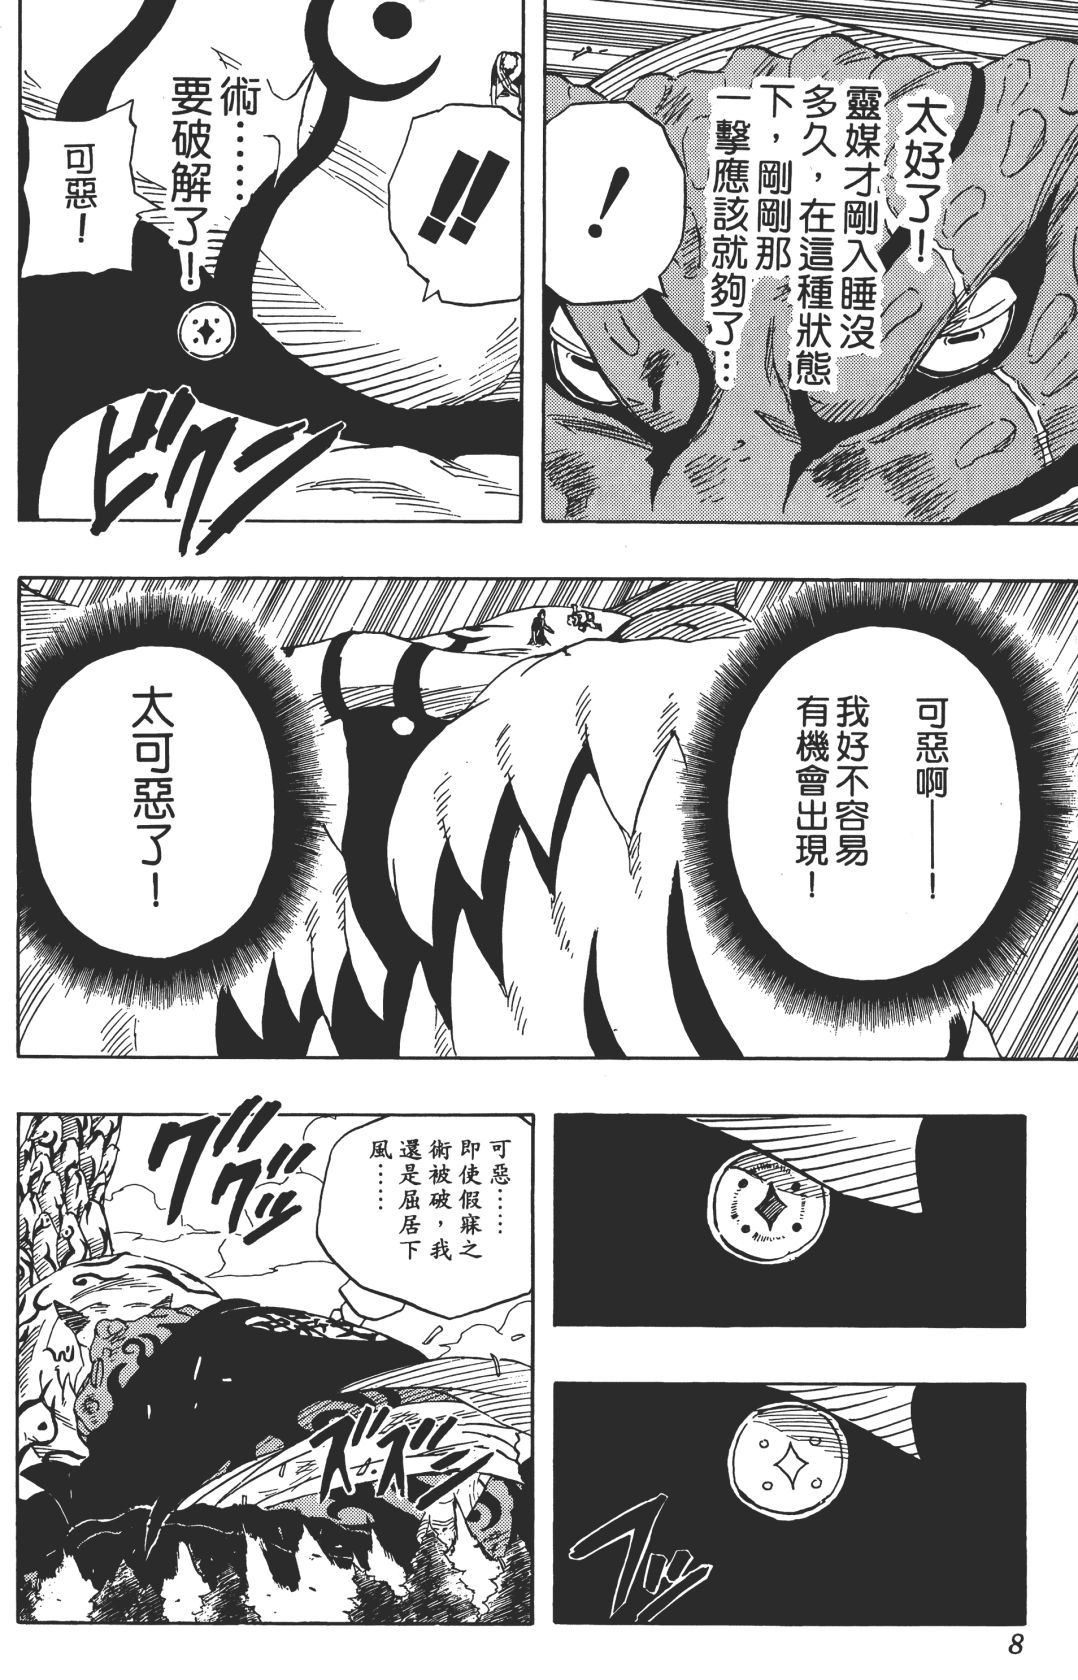 太好了！
靈媒才剛入睡沒
多久，在這種狀態
下，剛剛那
一擊應該就夠了…
！
!!
術……
要破解了！
可惡！
ビクン
可惡啊——！
我好不容易
有機會出現！
太可惡了！
フッ
可惡……
即使假寐之
術被破，我
還是屈居下
風……
ググ
ズズズ
8